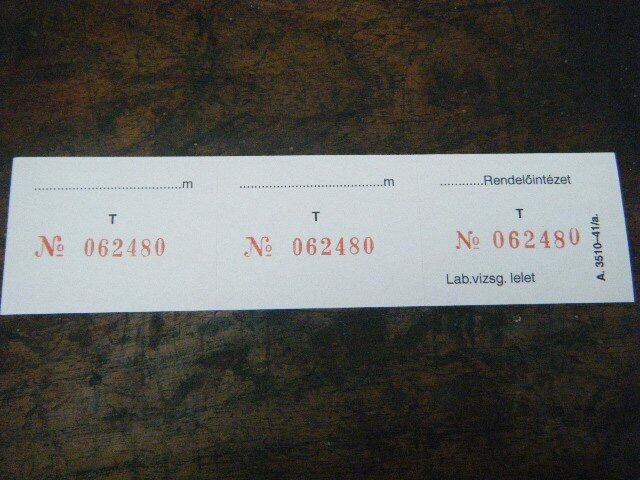 ....................................m
T
№ 062480
....................................m
T
№ 062480
............Rendelőintézet
T
№ 062480
Lab.vizsg. lelet
A. 3510–41/a.